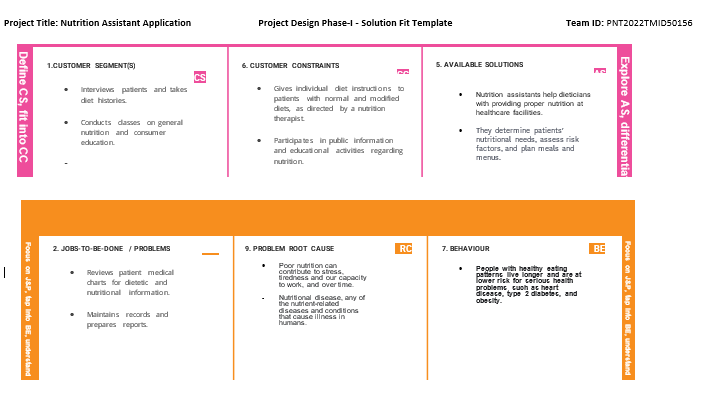 Project Title: Nutrition Assistant Application
Project Design Phase-I - Solution Fit Template
Team ID: PNT2022TMID50156
Define CS, fit into CC
1.CUSTOMER SEGMENT(S)
CS
• Interviews patients and takes
diet histories.
• Conducts classes on general
nutrition and consumer
education.
-
6. CUSTOMER CONSTRAINTS
• Gives individual diet instructions to
patients with normal and modified
diets, as directed by a nutrition
therapist.
• Participates in public information
and educational activities regarding
nutrition.
5. AVAILABLE SOLUTIONS
• Nutrition assistants help dieticians
with providing proper nutrition at
healthcare facilities.
• They determine patients'
nutritional needs, assess risk
factors, and plan meals and
menus.
Explore AS, differentia
Focus on J&P, tap into BE, understand
2. JOBS-TO-BE-DONE / PROBLEMS
• Reviews patient medical
charts for dietetic and
nutritional information.
• Maintains records and
prepares reports.
9. PROBLEM ROOT CAUSE
RC
• Poor nutrition can
contribute to stress,
tiredness and our capacity
to work, and over time.
- Nutritional disease, any of
the nutrient-related
diseases and conditions
that cause illness in
humans.
7. BEHAVIOUR
BE
• People with healthy eating
patterns live longer and are at
lower risk for serious health
problems such as heart
disease, type 2 diabetes, and
obesity.
Focus on J&P, tap into BE, understand